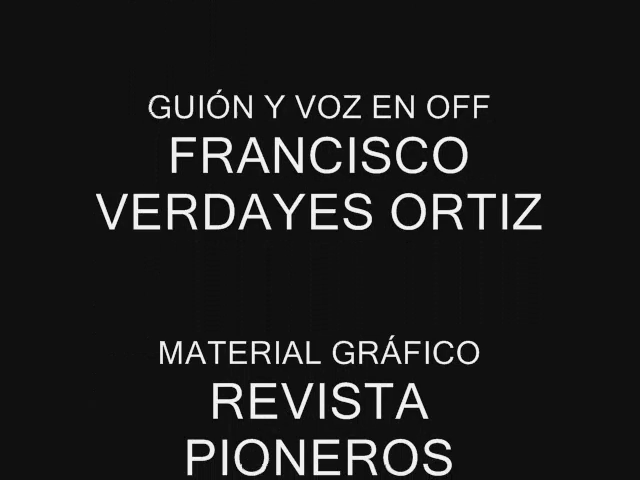 GUIÓN Y VOZ EN OFF
FRANCISCO
VERDAYES ORTIZ
MATERIAL GRÁFICO
REVISTA
PIONEROS